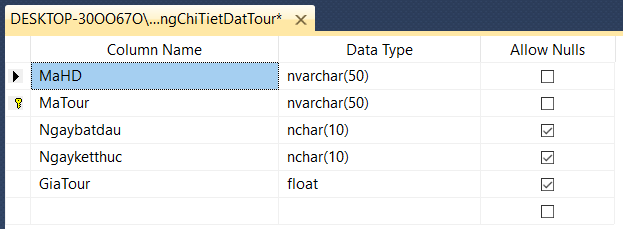 DESKTOP-30OO67O\...ngChiTietDatTour*
Column Name Data Type Allow Nulls
MaHD nvarchar(50)
MaTour nvarchar(50)
Ngaybatdau nchar(10)
Ngayketthuc nchar(10)
GiaTour float